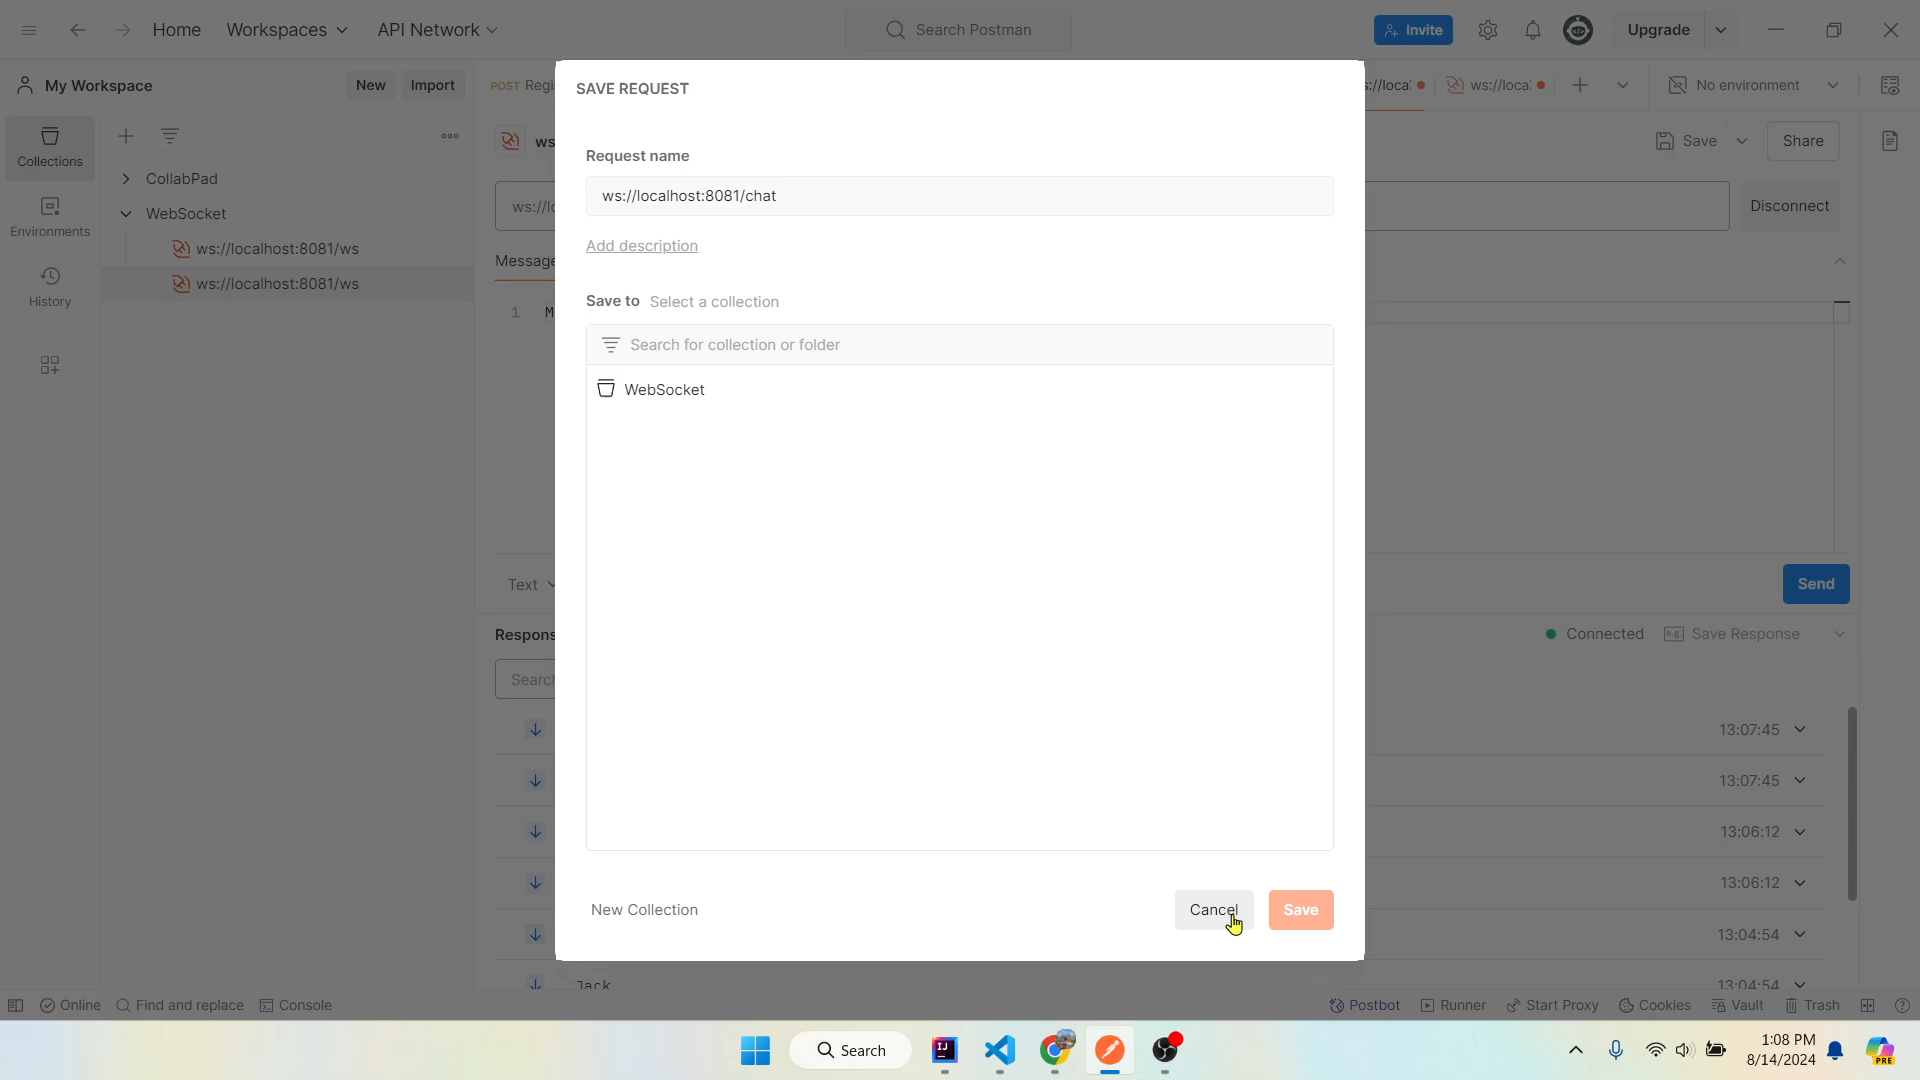 Home Workspaces API Network Search Postman Invite Upgrade
My Workspace New Import POST Regi ws://loca No environment
SAVE REQUEST
Collections
CollabPad
WebSocket
ws://localhost:8081/ws
ws://localhost:8081/ws
Environments
History
ws
Save Share
Request name
ws://localhost:8081/chat
Disconnect
Add description
Message
Save to Select a collection
1 M
Search for collection or folder
WebSocket
Text
Send
Respons
Connected Save Response
Search
13:07:45
13:07:45
13:06:12
13:06:12
13:04:54
Jack
13:04:54
New Collection Cancel Save
Online Find and replace Console Postbot Runner Start Proxy Cookies Vault Trash
Search
1:08 PM
8/14/2024
PRE